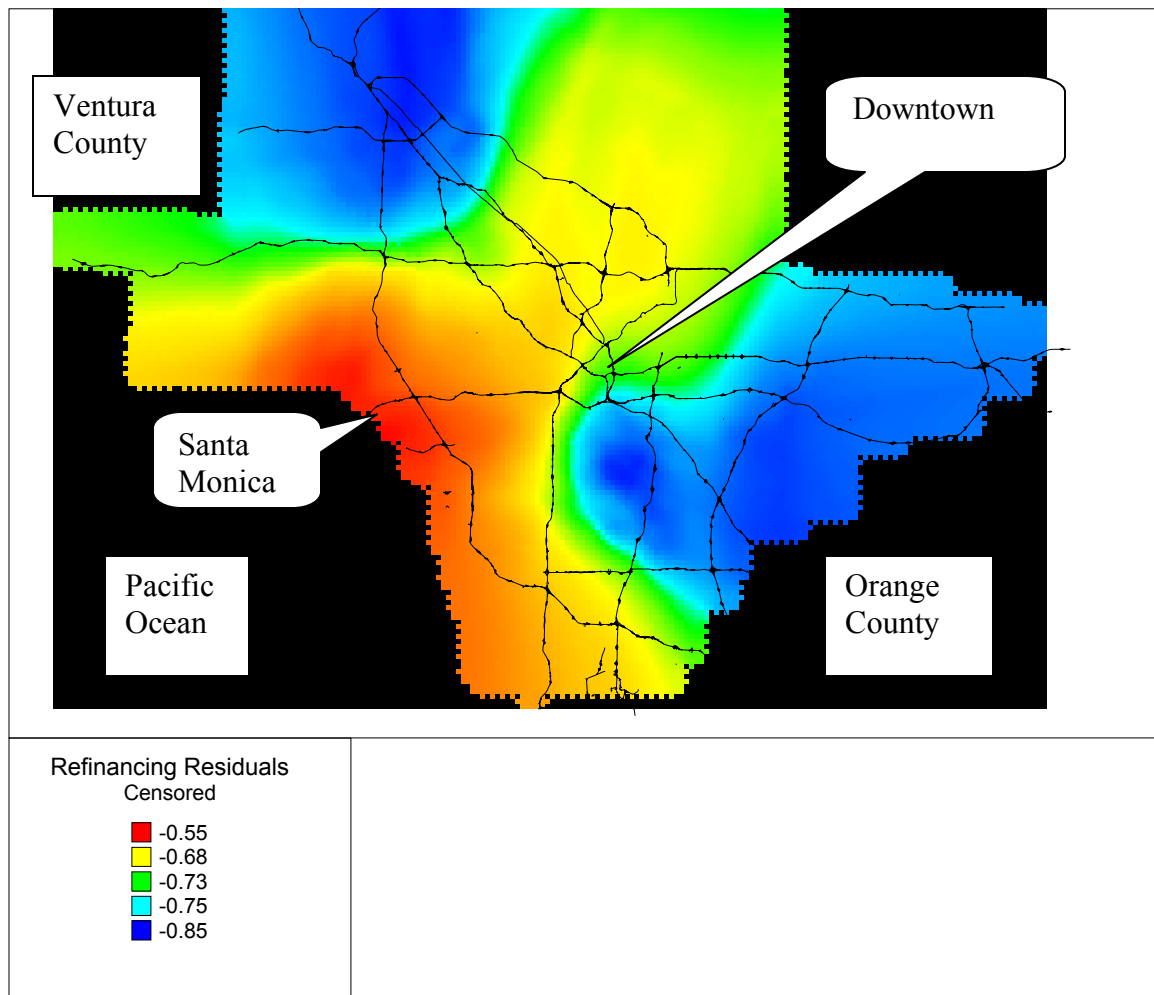 Ventura
County
Downtown
Santa
Monica
Pacific
Ocean
Orange
County
Refinancing Residuals
Censored
-0.55
-0.68
-0.73
-0.75
-0.85